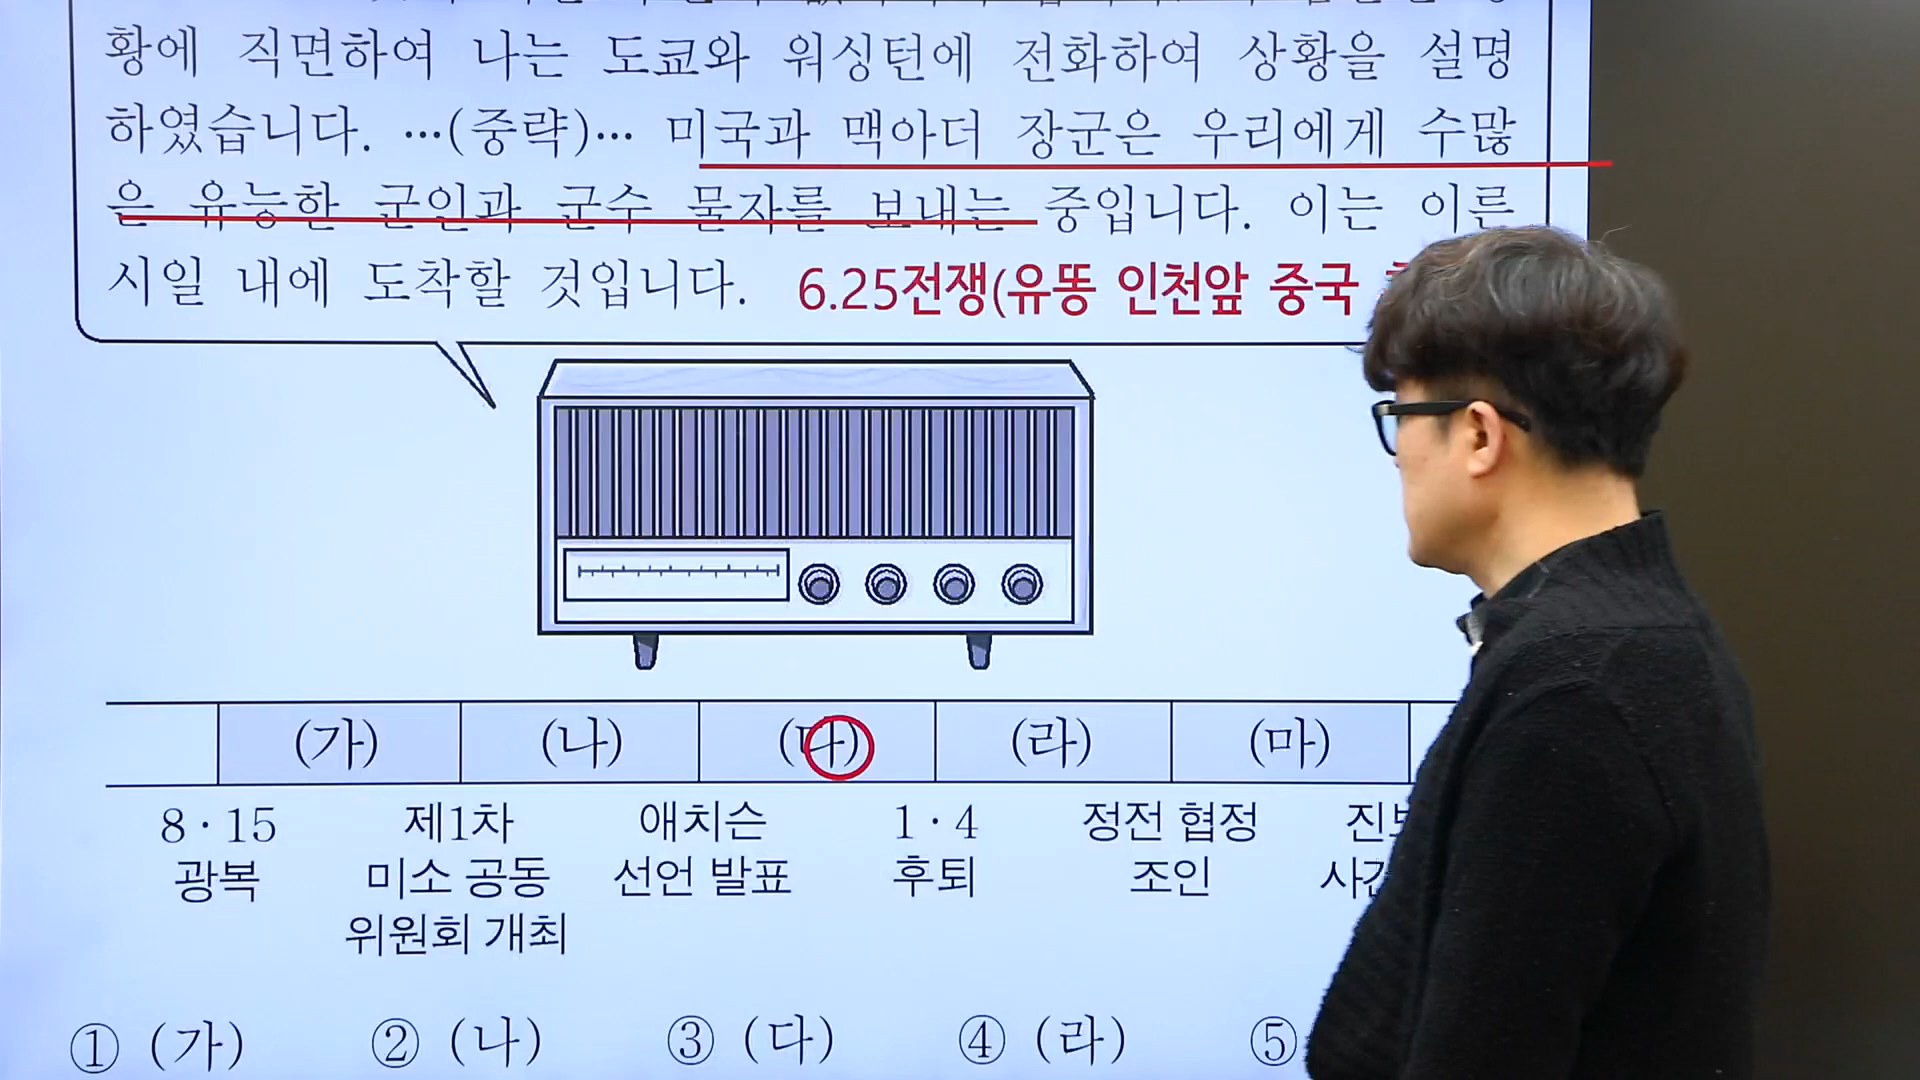 황에 직면하여 나는 도쿄와 워싱턴에 전화하여 상황을 설명
하였습니다. …(중략)… 미국과 맥아더 장군은 우리에게 수많
은 유능한 군인과 군수 물자를 보내는 중입니다. 이는 이른
시일 내에 도착할 것입니다. 6.25전쟁(유똥 인천앞 중국
(가) (나) (다) (라) (마)
8·15 제1차 애치슨 1·4 정전 협정
광복 미소 공동 선언 발표 후퇴 조인
위원회 개최
① (가) ② (나) ③ (다) ④ (라) ⑤